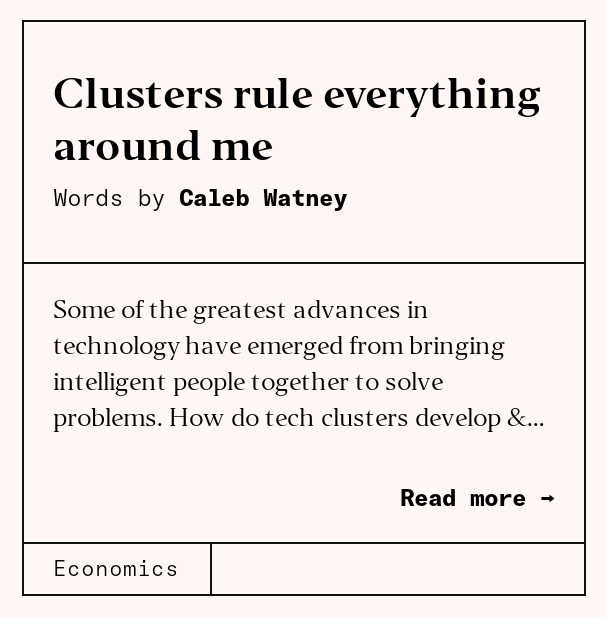 Clusters rule everything
around me
Words by Caleb Watney
Some of the greatest advances in
technology have emerged from bringing
intelligent people together to solve
problems. How do tech clusters develop &...
Read more →
Economics